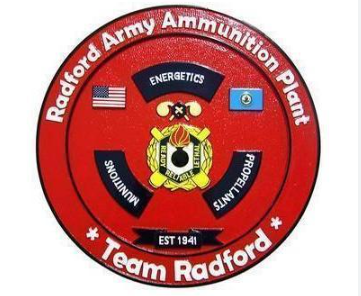 Radford Army Ammunition Plant
ENERGETICS
READY
RELIABLE
LETHAL
MUNITIONS
PROPELLANTS
EST 1941
* Team Radford *